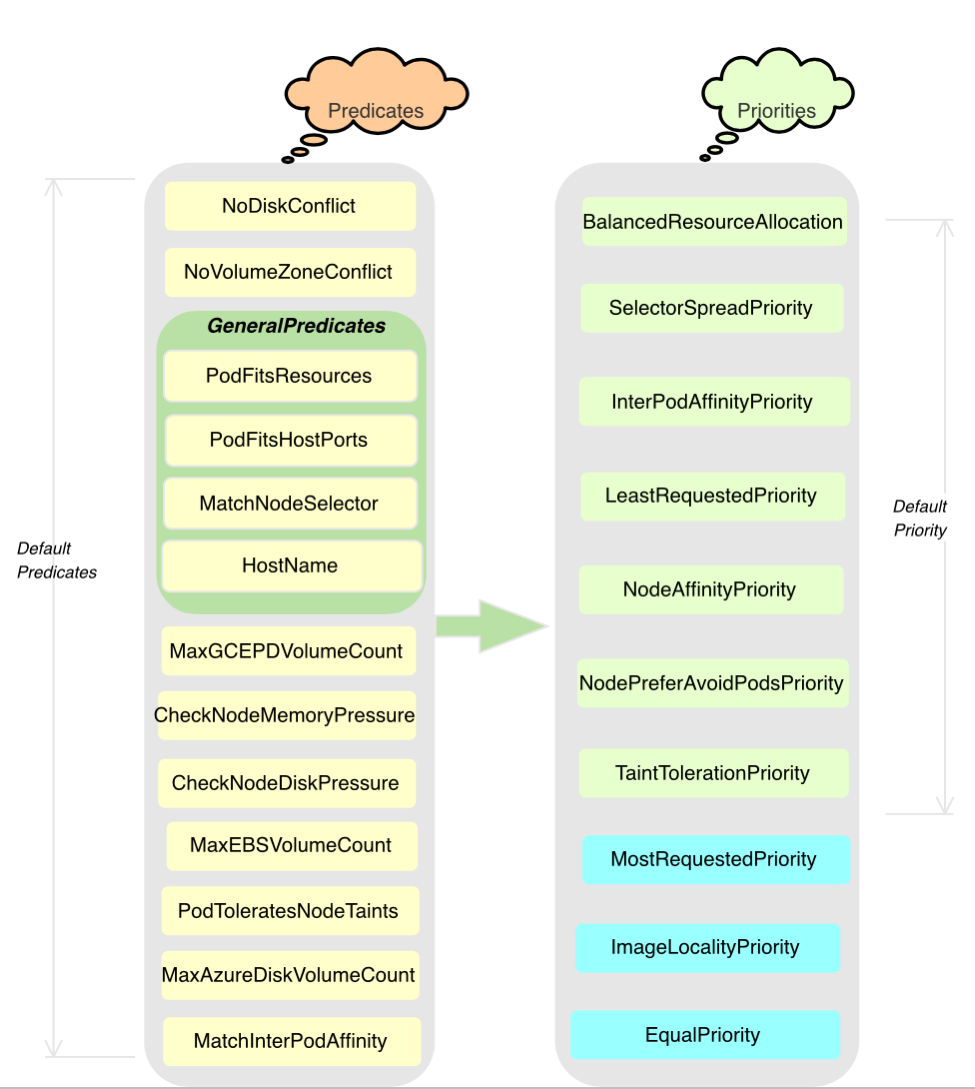 Predicates
NoDiskConflict
NoVolumeZoneConflict
GeneralPredicates
PodFitsResources
PodFitsHostPorts
MatchNodeSelector
HostName
MaxGCEPDVolumeCount
CheckNodeMemoryPressure
CheckNodeDiskPressure
MaxEBSVolumeCount
PodToleratesNodeTaints
MaxAzureDiskVolumeCount
MatchInterPodAffinity
Default
Predicates
Priorities
BalancedResourceAllocation
SelectorSpreadPriority
InterPodAffinityPriority
LeastRequestedPriority
NodeAffinityPriority
NodePreferAvoidPodsPriority
TaintTolerationPriority
MostRequestedPriority
ImageLocalityPriority
EqualPriority
Default
Priority